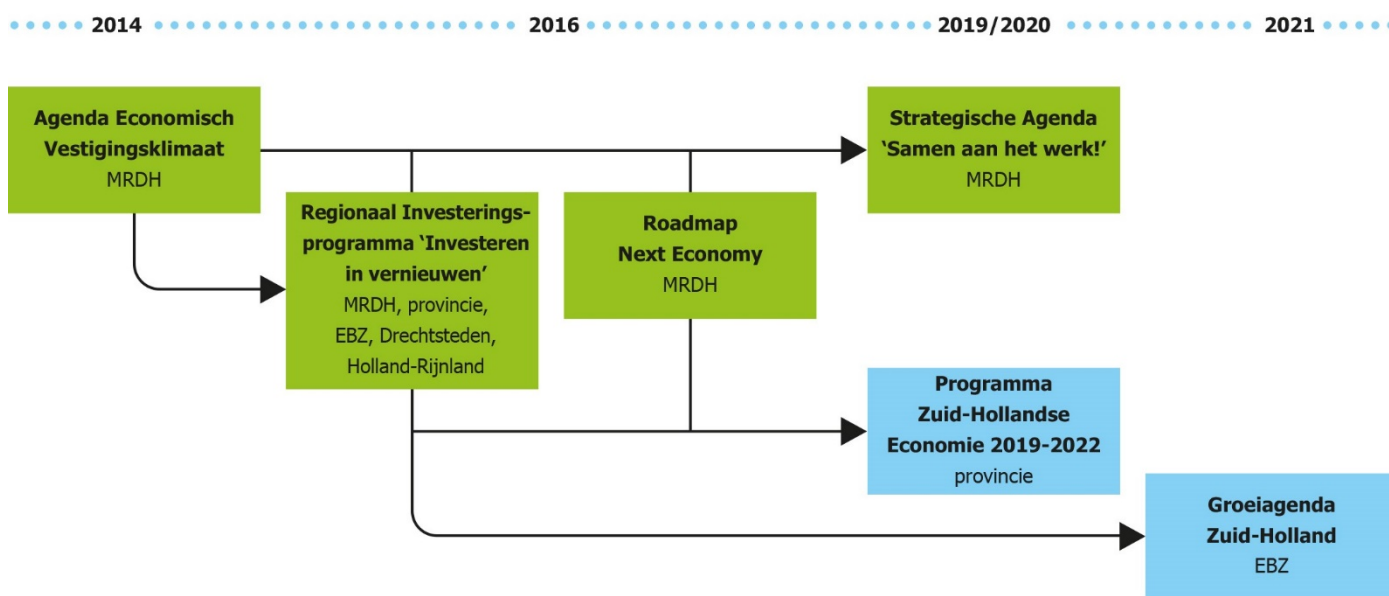 2014 2016 2019/2020 2021
Agenda Economisch
Vestigingsklimaat
MRDH
Regionaal Investerings-
programma ‘Investeren
in vernieuwen’
MRDH, provincie,
EBZ, Drechtsteden,
Holland-Rijnland
Roadmap
Next Economy
MRDH
Strategische Agenda
‘Samen aan het werk!’
MRDH
Programma
Zuid-Hollandse
Economie 2019-2022
provincie
Groeiagenda
Zuid-Holland
EBZ